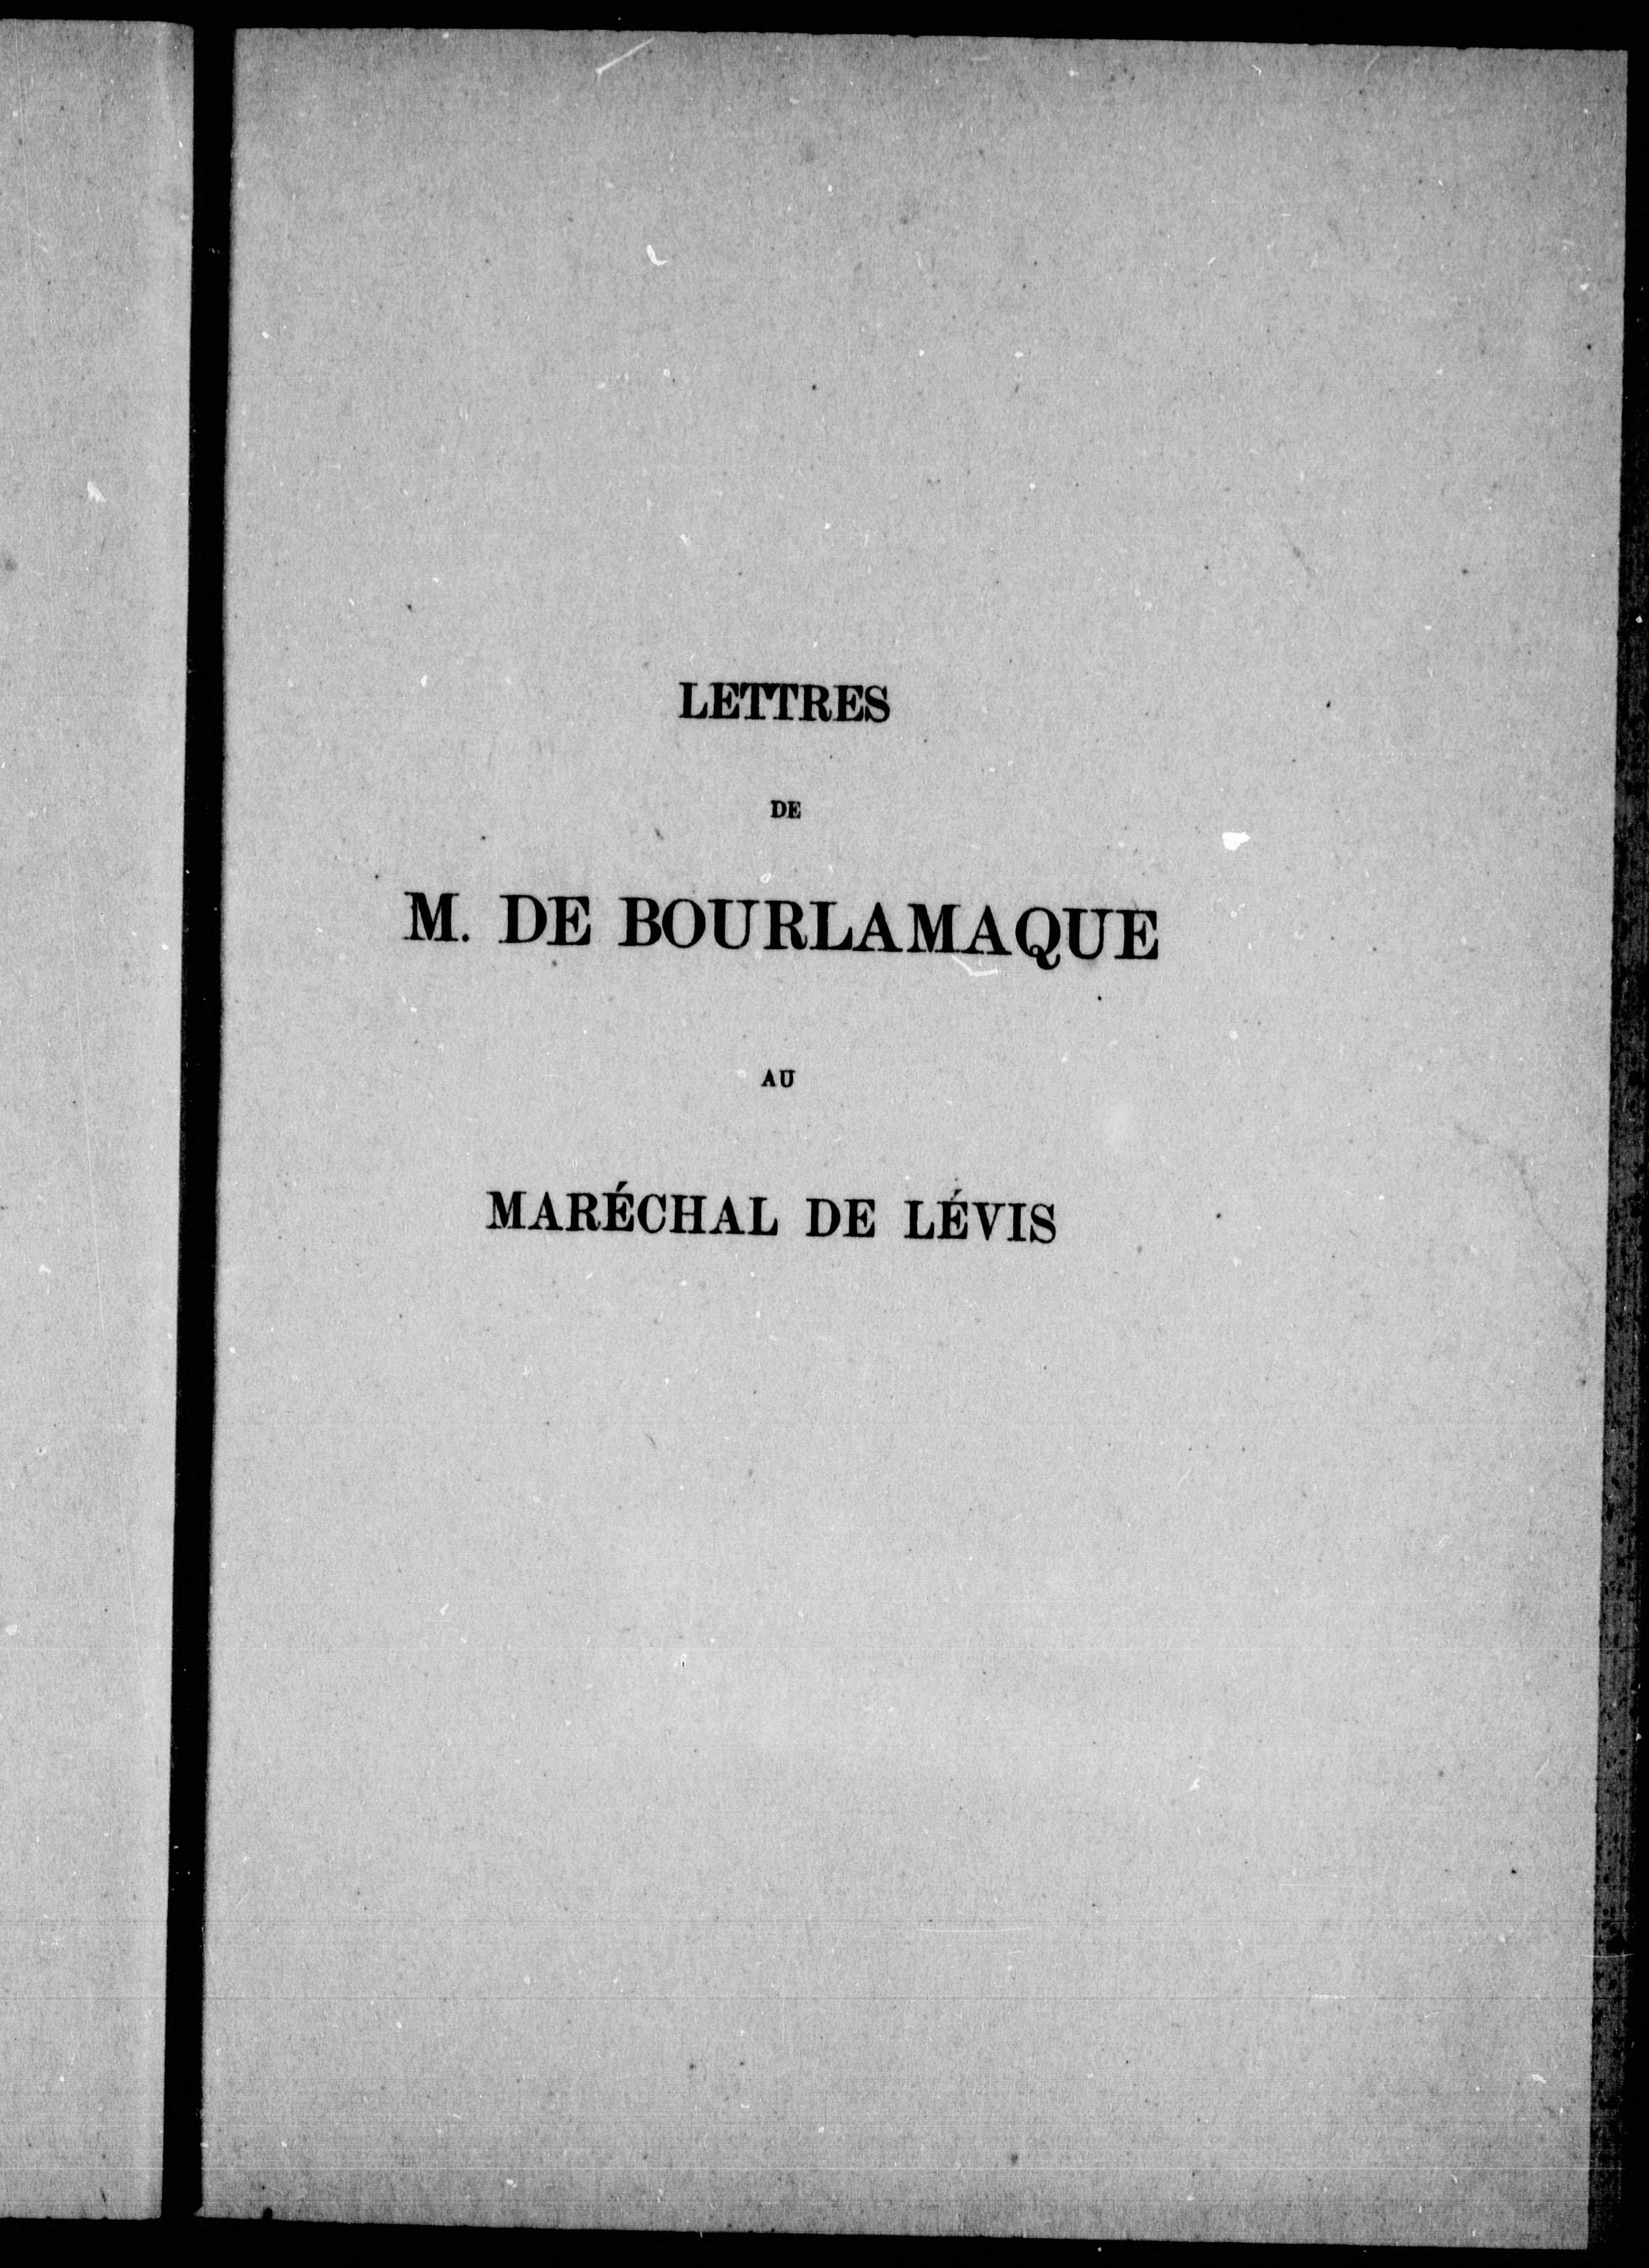 LETTRES
DE
M. DE BOURLAMAQUE
AU
MARÉCHAL DE LÉVIS